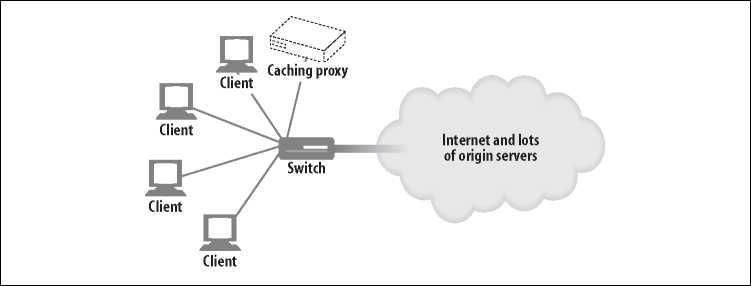 Client
Caching proxy
Client
Internet and lots
of origin servers
Switch
Client
Client